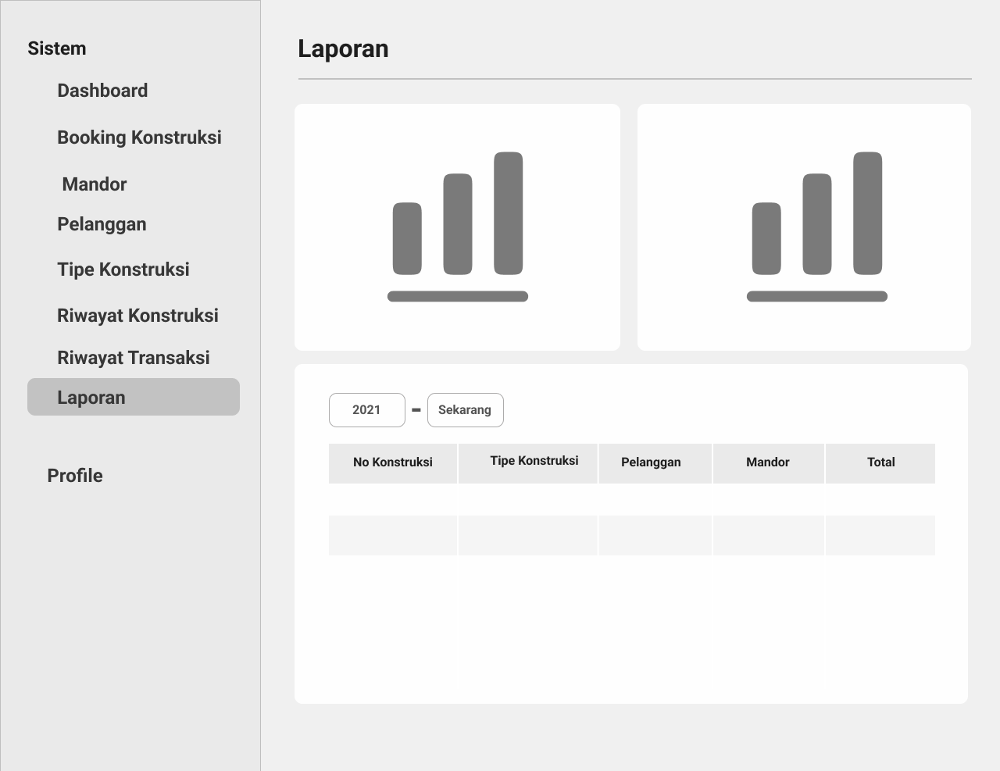 Sistem
Dashboard
Booking Konstruksi
Mandor
Pelanggan
Tipe Konstruksi
Riwayat Konstruksi
Riwayat Transaksi
Laporan
Profile
Laporan
2021 - Sekarang
No Konstruksi Tipe Konstruksi Pelanggan Mandor Total